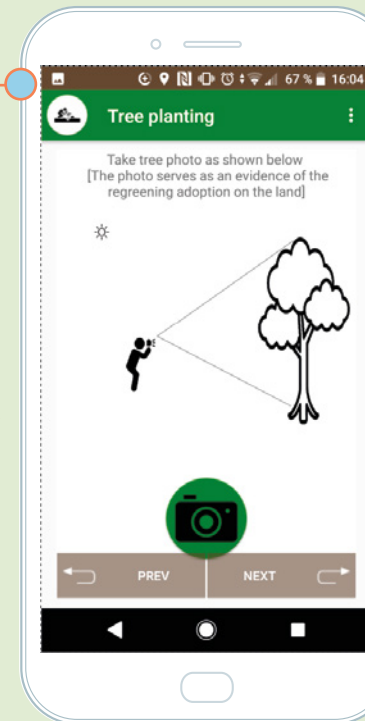 67 % 16:04
Tree planting
Take tree photo as shown below
[The photo serves as an evidence of the
regreening adoption on the land]
PREV NEXT